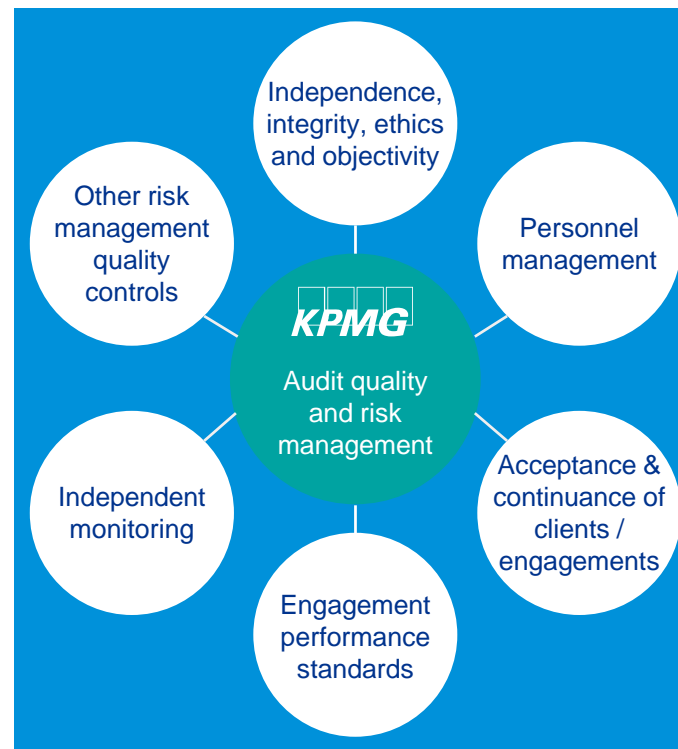 Independence,
integrity, ethics
and objectivity
Other risk
management
quality
controls
Personnel
management
KPMG
Audit quality
and risk
management
Independent
monitoring
Acceptance &
continuance of
clients /
engagements
Engagement
performance
standards